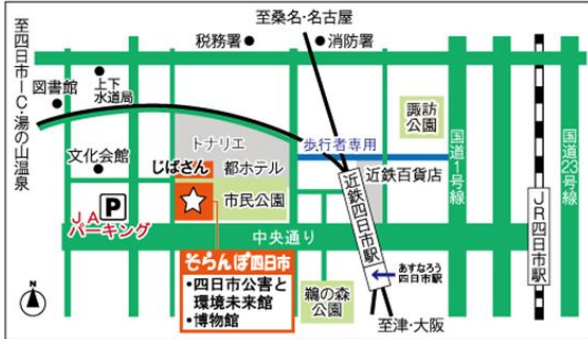 至桑名・名古屋
税務署
消防署
至四日市IC・湯の山温泉
図書館
上下
水道局
諏訪
公園
国道1号線
国道23号線
トナリエ
歩行者専用
文化会館
じばさん
都ホテル
近鉄百貨店
P
市民公園
近鉄四日市駅
JR四日市駅
JA
パーキング
中央通り
そらんぽ四日市
•四日市公害と
環境未来館
•博物館
あすなろう
四日市駅
鵜の森
公園
N
至津・大阪